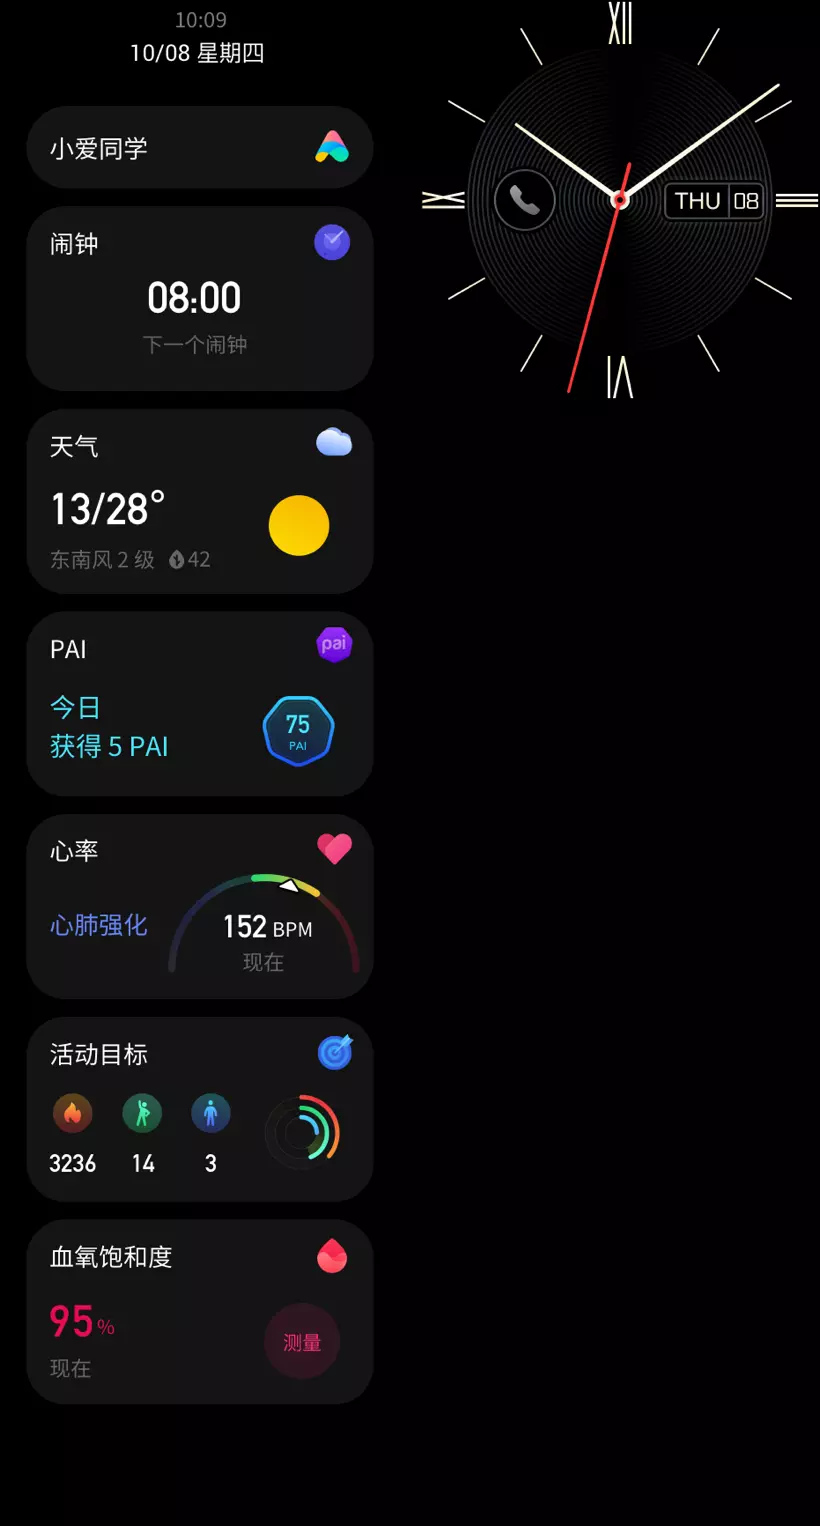 10:09
10/08 星期四
小爱同学
闹钟
08:00
下一个闹钟
天气
13/28°
东南风 2 级 42
PAI
pai
今日
获得 5 PAI
75
PAI
心率
心肺强化
152 BPM
现在
活动目标
3236 14 3
血氧饱和度
95 %
现在
测量
XII
THU 08
III
VI
IX